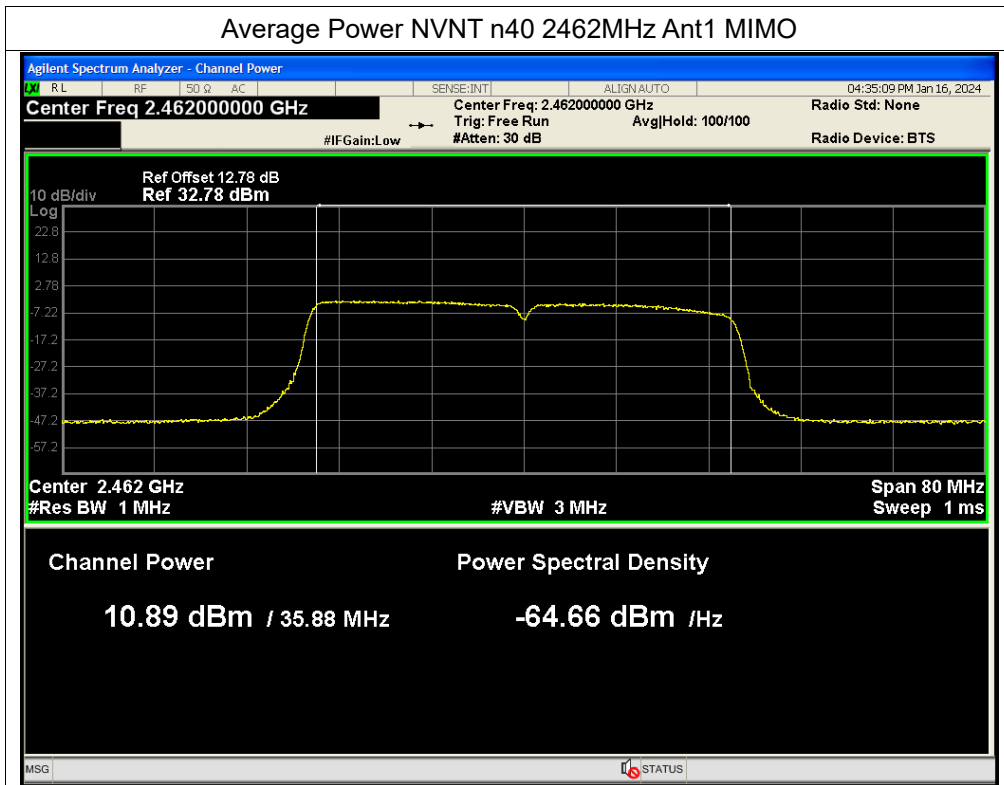 Average Power NVNT n40 2462MHz Ant1 MIMO
Agilent Spectrum Analyzer - Channel Power
LXI RL RF 50 Ω AC SENSE:INT ALIGNAUTO 04:35:09 PM Jan 16, 2024
Center Freq 2.462000000 GHz
Center Freq: 2.462000000 GHz Radio Std: None
Trig: Free Run Avg|Hold: 100/100
#IFGain:Low #Atten: 30 dB Radio Device: BTS
Ref Offset 12.78 dB
10 dB/div Ref 32.78 dBm
Log
22.8
12.8
2.78
-7.22
-17.2
-27.2
-37.2
-47.2
-57.2
Center 2.462 GHz Span 80 MHz
#Res BW 1 MHz #VBW 3 MHz Sweep 1 ms
Channel Power Power Spectral Density
10.89 dBm / 35.88 MHz -64.66 dBm /Hz
MSG STATUS